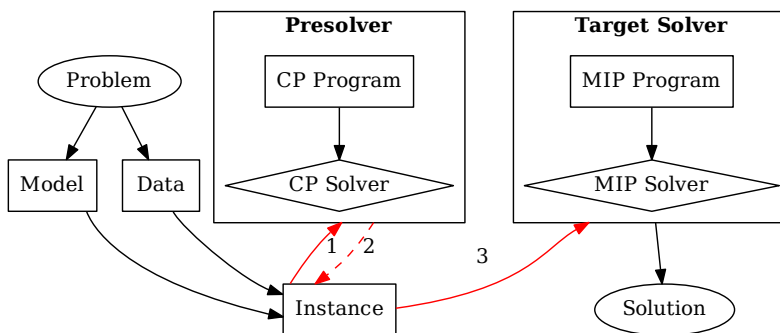 Presolver
Target Solver
Problem
CP Program
MIP Program
Model
Data
CP Solver
MIP Solver
1
2
3
Instance
Solution